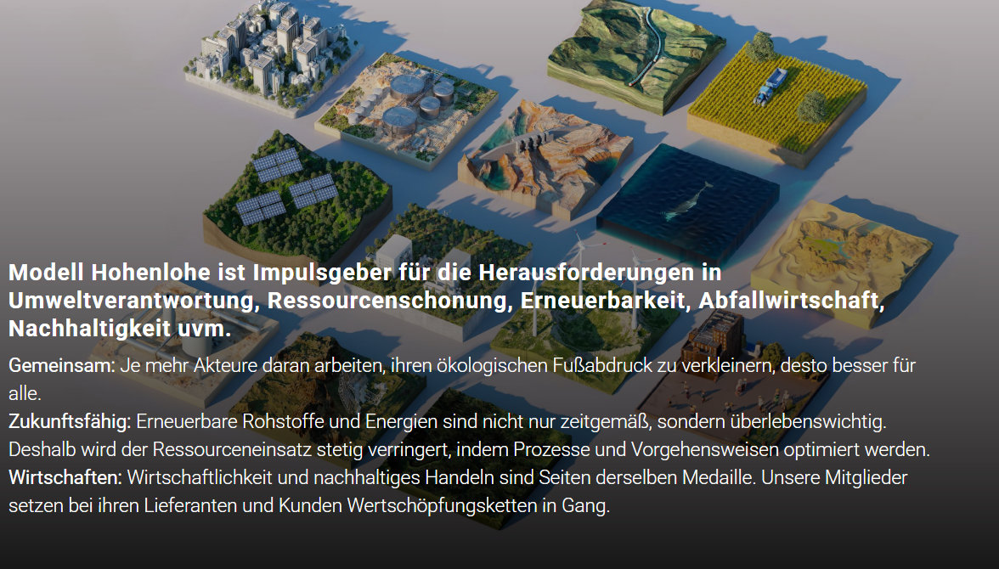 Modell Hohenlohe ist Impulsgeber für die Herausforderungen in
Umweltverantwortung, Ressourcenschonung, Erneuerbarkeit, Abfallwirtschaft,
Nachhaltigkeit uvm.
Gemeinsam: Je mehr Akteure daran arbeiten, ihren ökologischen Fußabdruck zu verkleinern, desto besser für
alle.
Zukunftsfähig: Erneuerbare Rohstoffe und Energien sind nicht nur zeitgemäß, sondern überlebenswichtig.
Deshalb wird der Ressourceneinsatz stetig verringert, indem Prozesse und Vorgehensweisen optimiert werden.
Wirtschaften: Wirtschaftlichkeit und nachhaltiges Handeln sind Seiten derselben Medaille. Unsere Mitglieder
setzen bei ihren Lieferanten und Kunden Wertschöpfungsketten in Gang.